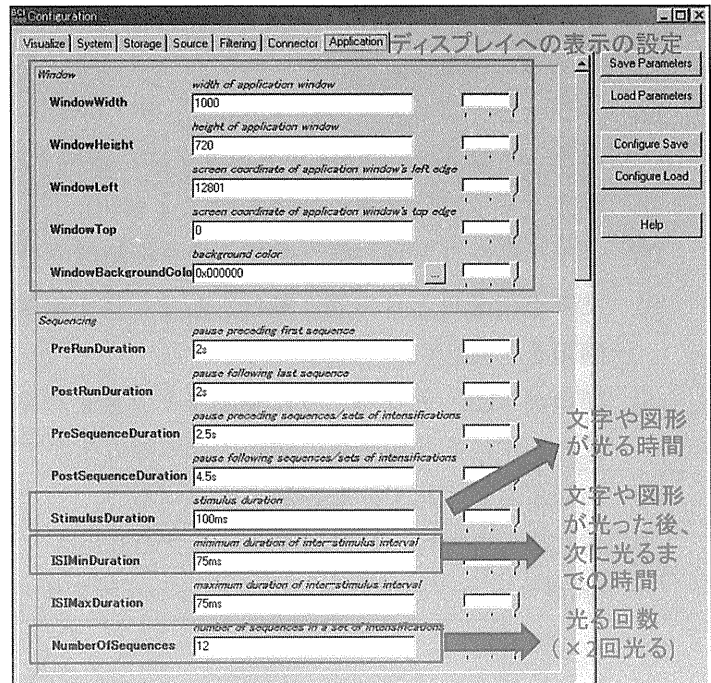 BCI 2000 Configuration
Visualize System Storage Source Filtering Connector Application ディスプレイへの表示の設定
Save Parameters
Load Parameters
Configure Save
Configure Load
Help
Window
width of application window
WindowWidth 1000
height of application window
WindowHeight 720
screen coordinate of application window's left edge
WindowLeft 12801
screen coordinate of application window's top edge
WindowTop 0
background color
WindowBackgroundColo 0x000000 ...
Sequencing
pause preceding first sequence
PreRunDuration 2s
pause following last sequence
PostRunDuration 2s
pause preceding sequences/sets of intensifications
PreSequenceDuration 2.5s
pause following sequences/sets of intensifications
PostSequenceDuration 4.5s
stimulus duration
StimulusDuration 100ms
minimum duration of inter-stimulus interval
ISIMinDuration 75ms
maximum duration of inter-stimulus interval
ISIMaxDuration 75ms
number of sequences in a set of intensifications
NumberOfSequences 12
文字や図形
が光る時間
文字や図形
が光った後、
次に光るま
での時間
光る回数
(×2回光る)